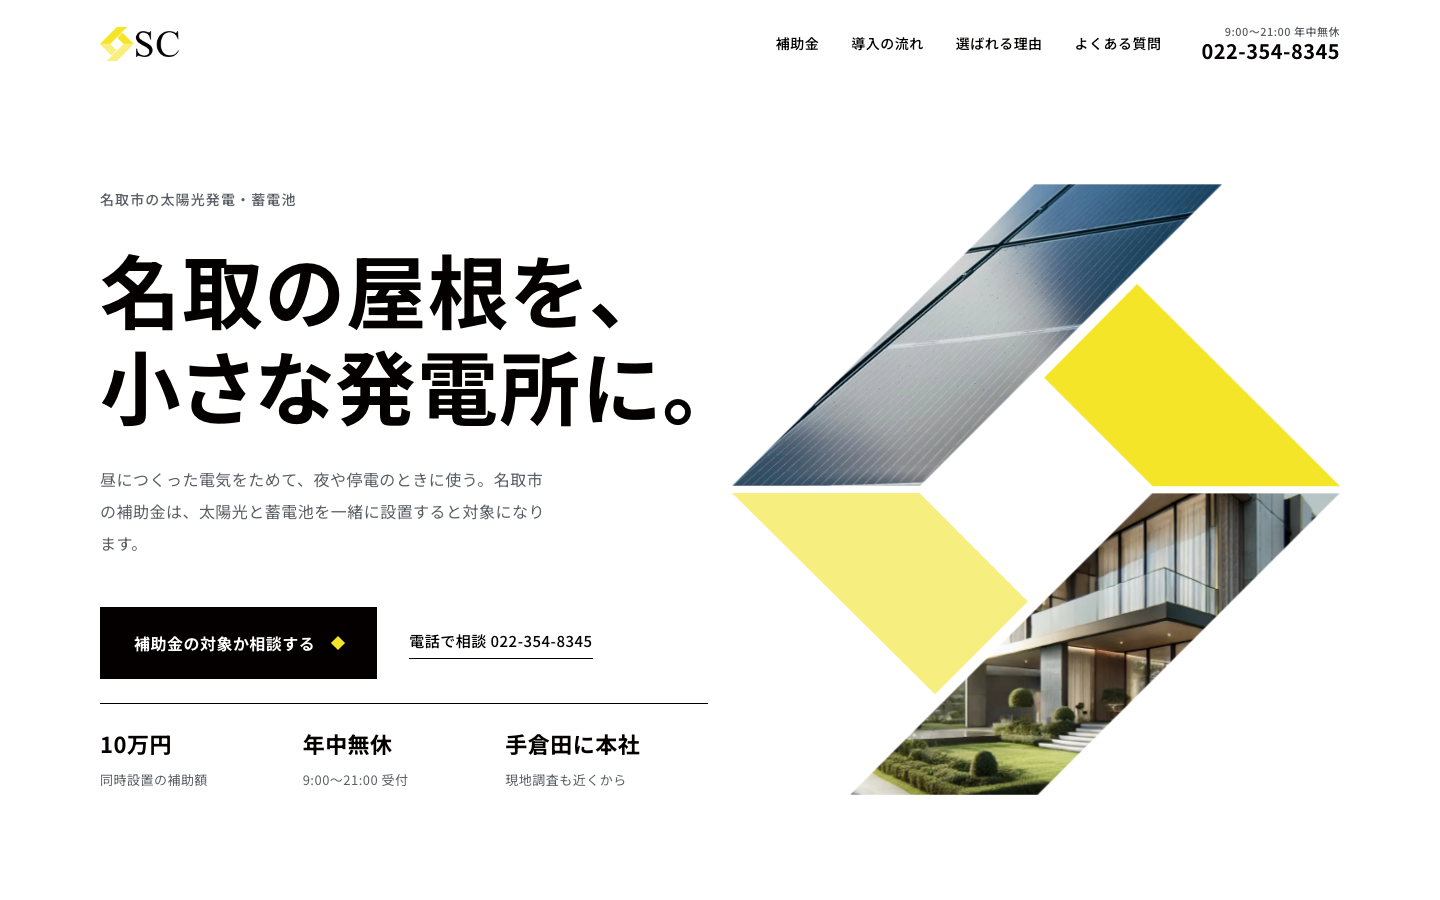 SC
補助金
導入の流れ
選ばれる理由
よくある質問
9:00〜21:00 年中無休
022-354-8345
名取市の太陽光発電・蓄電池
名取の屋根を、
小さな発電所に。
昼につくった電気をためて、夜や停電のときに使う。名取市
の補助金は、太陽光と蓄電池を一緒に設置すると対象になり
ます。
補助金の対象か相談する
電話で相談 022-354-8345
10万円
同時設置の補助額
年中無休
9:00〜21:00 受付
手倉田に本社
現地調査も近くから